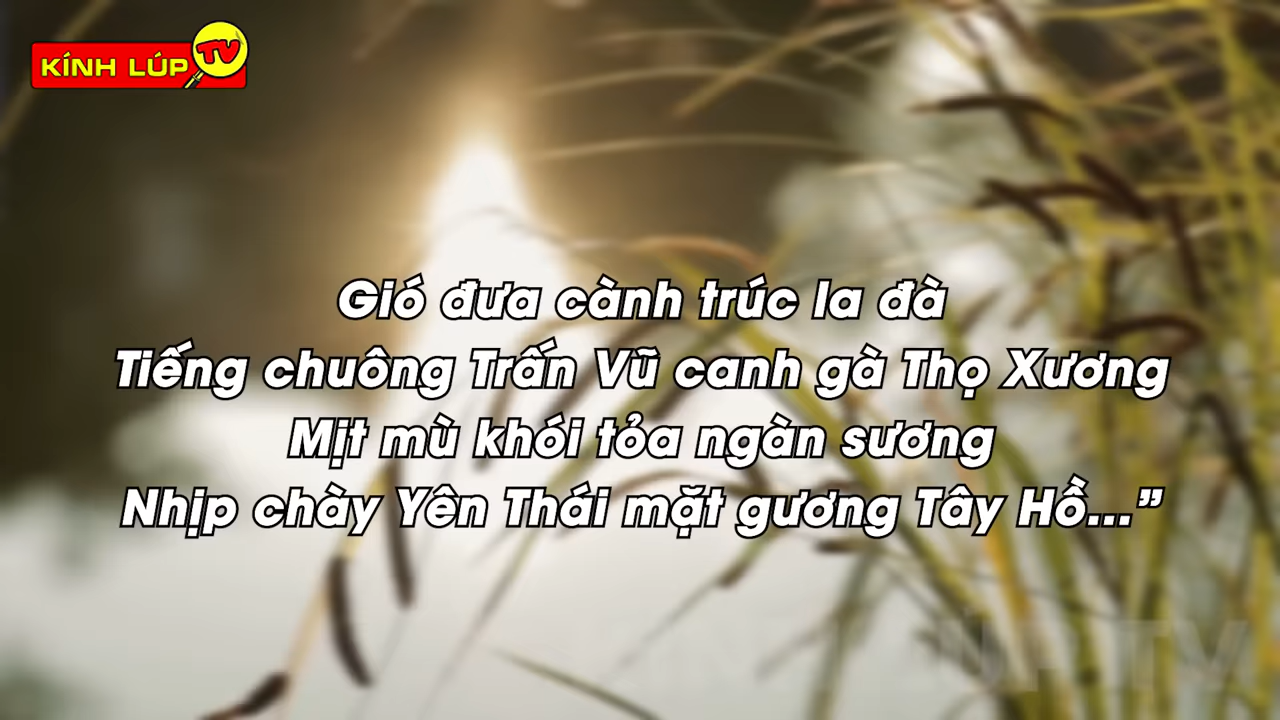 KÍNH LÚP TV
Gió đưa cành trúc la đà
Tiếng chuông Trấn Vũ canh gà Thọ Xương
Mịt mù khói tỏa ngàn sương
Nhịp chày Yên Thái mặt gương Tây Hồ...”